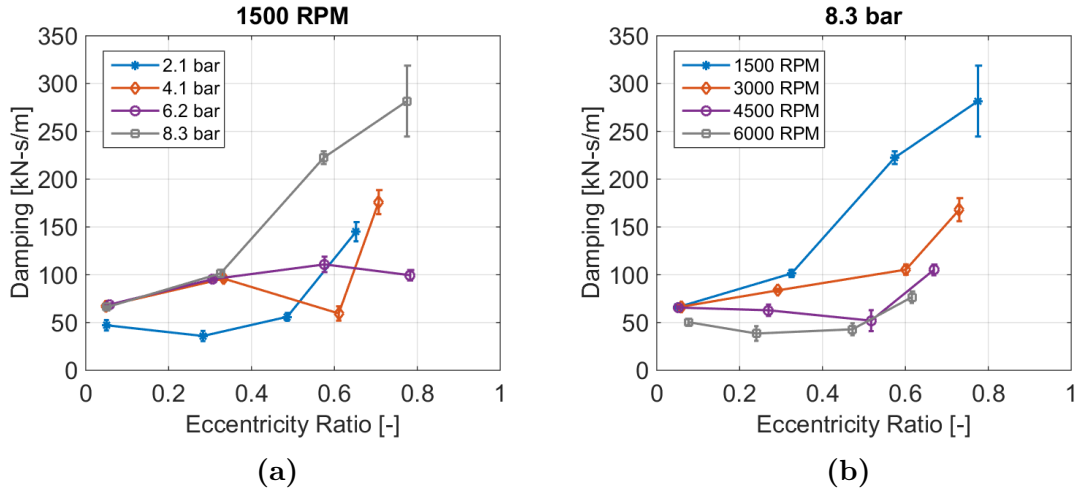 1500 RPM
350
300
250
200
150
100
50
0
Damping [kN-s/m]
2.1 bar
4.1 bar
6.2 bar
8.3 bar
0
0.2
0.4
0.6
0.8
1
Eccentricity Ratio [-]
(a)
8.3 bar
350
300
250
200
150
100
50
0
Damping [kN-s/m]
1500 RPM
3000 RPM
4500 RPM
6000 RPM
0
0.2
0.4
0.6
0.8
1
Eccentricity Ratio [-]
(b)